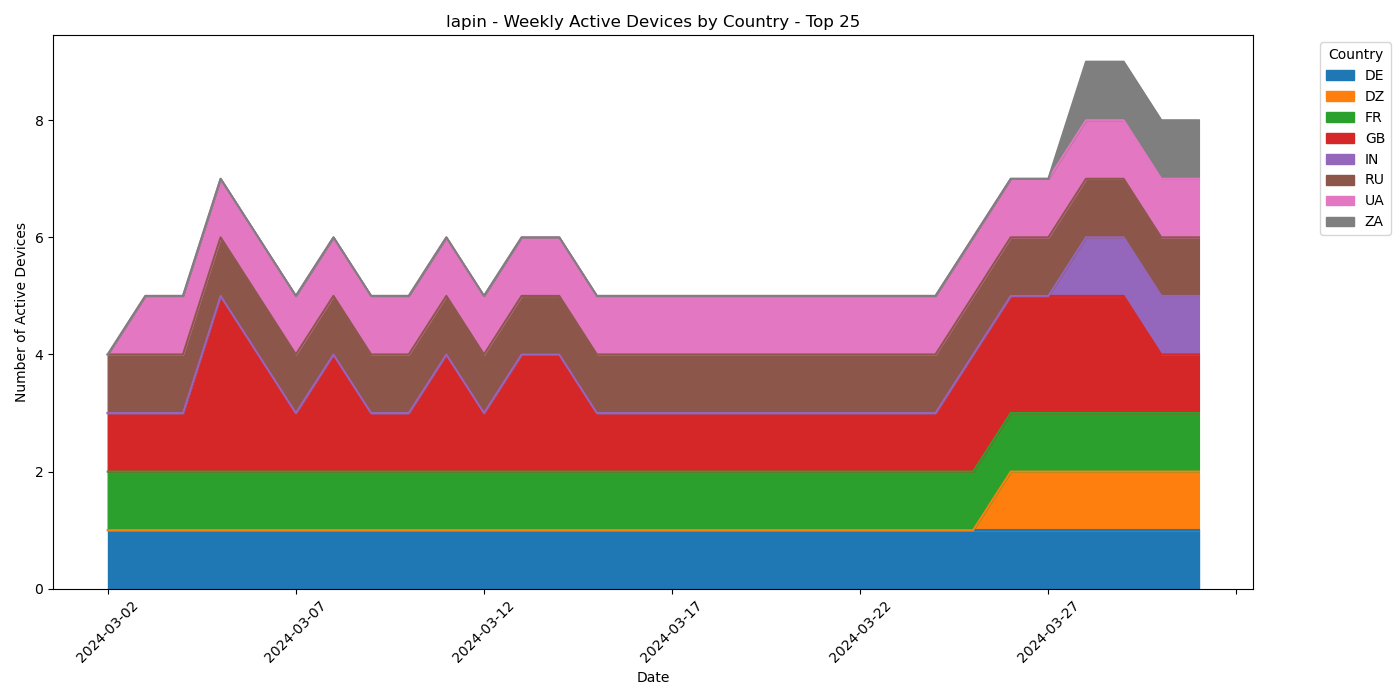 lapin - Weekly Active Devices by Country - Top 25
Number of Active Devices
8
6
4
2
0
2024-03-02
2024-03-07
2024-03-12
2024-03-17
2024-03-22
2024-03-27
Date
Country
DE
DZ
FR
GB
IN
RU
UA
ZA